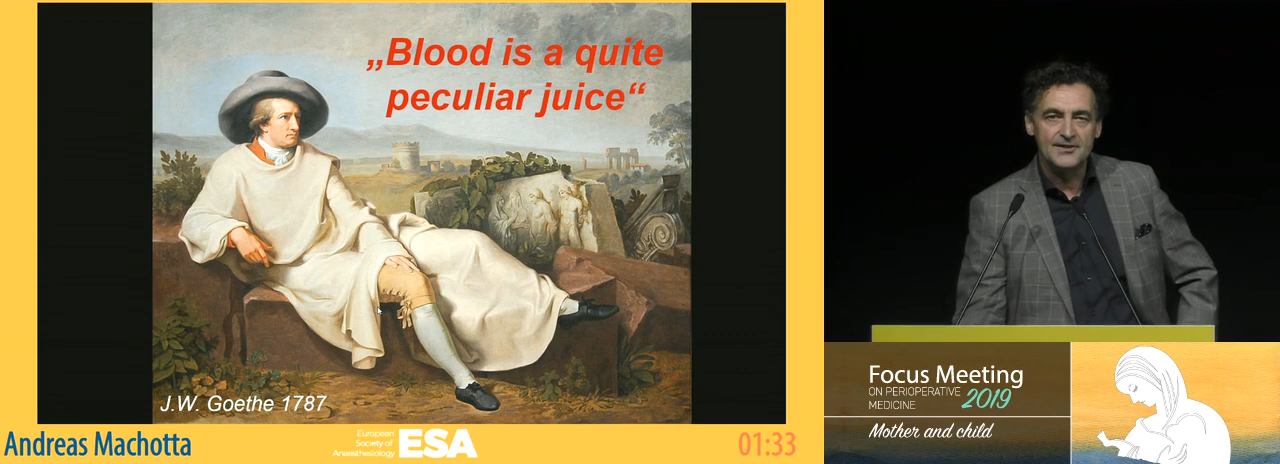 „Blood is a quite
peculiar juice“
J.W. Goethe 1787
Andreas Machotta
European
Society of
Anaesthesiology
ESA
01:33
Focus Meeting
ON PERIOPERATIVE
MEDICINE
2019
Mother and child